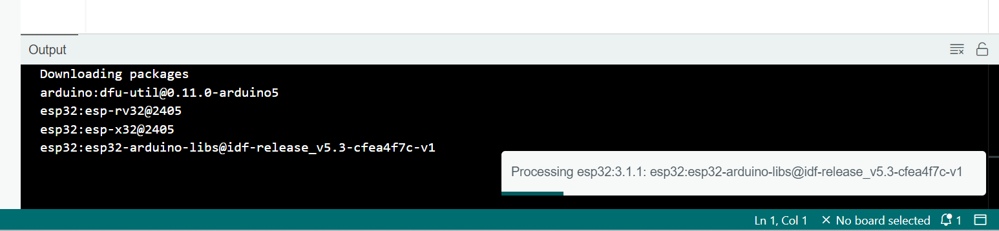 Output
Downloading packages
arduino:dfu-util@0.11.0-arduino5
esp32:esp-rv32@2405
esp32:esp-x32@2405
esp32:esp32-arduino-libs@idf-release_v5.3-cfea4f7c-v1
Processing esp32:3.1.1: esp32:esp32-arduino-libs@idf-release_v5.3-cfea4f7c-v1
Ln 1, Col 1 No board selected 1